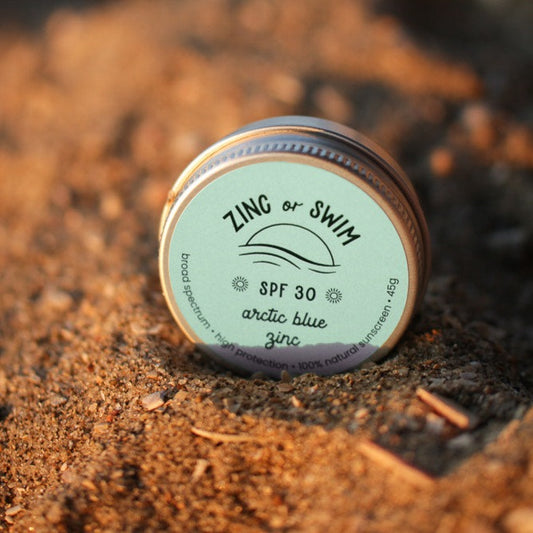 ZINC or SWIM
SPF 30
arctic blue
zinc
broad spectrum • high protection • 100% natural sunscreen • 45g